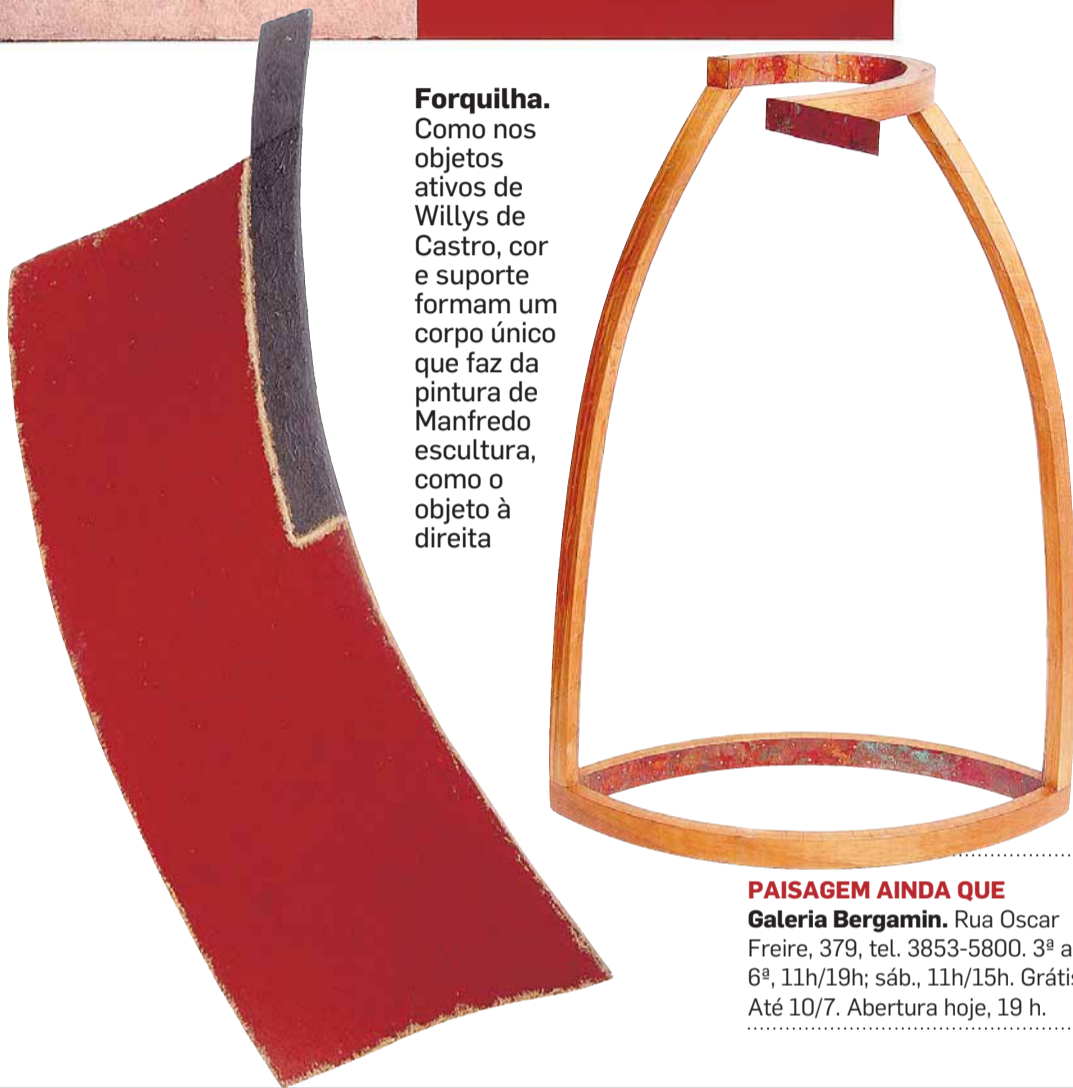 Forquilha.
Como nos
objetos
ativos de
Willys de
Castro, cor
e suporte
formam um
corpo único
que faz da
pintura de
Manfredo
escultura,
como o
objeto à
direita
PAISAGEM AINDA QUE
Galeria Bergamin. Rua Oscar
Freire, 379, tel. 3853-5800. 3ª a
6ª, 11h/19h; sáb., 11h/15h. Grátis
Até 10/7. Abertura hoje, 19 h.